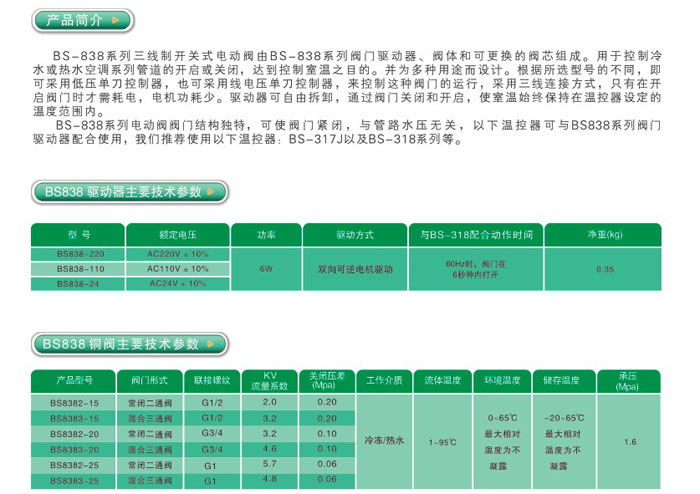 产品简介
BS-838系列三线制开关式电动阀由BS-838系列阀门驱动器、阀体和可更换的阀芯组成。用于控制冷
水或热水空调系列管道的开启或关闭，达到控制室温之目的。并为多种用途而设计。根据所选型号的不同，即
可采用低压单刀控制器，也可采用线电压单刀控制器，来控制这种阀门的运行，采用三线连接方式，只有在开
启阀门时才需耗电，电机功耗少。驱动器可自由拆卸，通过阀门关闭和开启，使室温始终保持在温控器设定的
温度范围内。
BS-838系列电动阀阀门结构独特，可使阀门紧闭，与管路水压无关，以下温控器可与BS838系列阀门
驱动器配合使用，我们推荐使用以下温控器：BS-317J以及BS-318系列等。
BS838 驱动器主要技术参数
型 号 额定电压 功率 驱动方式 与BS-318配合动作时间 净重(kg)
BS838-220 AC220V ± 10%
BS838-110 AC110V ± 10% 6W 双向可逆电机驱动 60Hz时，阀门在 0.35
6秒种内打开
BS838-24 AC24V ± 10%
BS838 铜阀主要技术参数
产品型号 阀门形式 联接螺纹 KV 流量系数 关闭压差 (Mpa) 工作介质 流体温度 环境温度 储存温度 承压 (Mpa)
BS8382-15 常闭二通阀 G1/2 2.0 0.20
BS8383-15 混合三通阀 G1/2 3.2 0.20 0~65℃ -20~65℃
BS8382-20 常闭二通阀 G3/4 3.2 0.10 冷冻/热水 1~95℃ 最大相对 最大相对 1.6
BS8383-20 混合三通阀 G3/4 4.6 0.10 温度为不 温度为不
BS8382-25 常闭二通阀 G1 5.7 0.06 凝露 凝露
BS8383-25 混合三通阀 G1 4.8 0.06